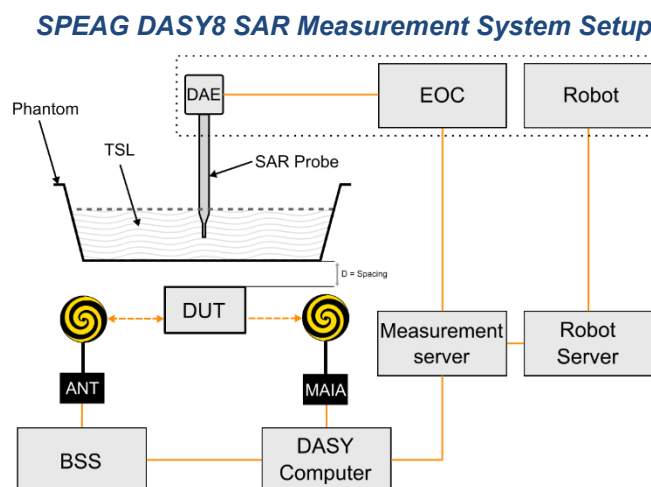 SPEAG DASY8 SAR Measurement System Setup
DAE
EOC
Robot
Phantom
TSL
SAR Probe
D = Spacing
DUT
Measurement
server
Robot
Server
ANT
MAIA
BSS
DASY
Computer